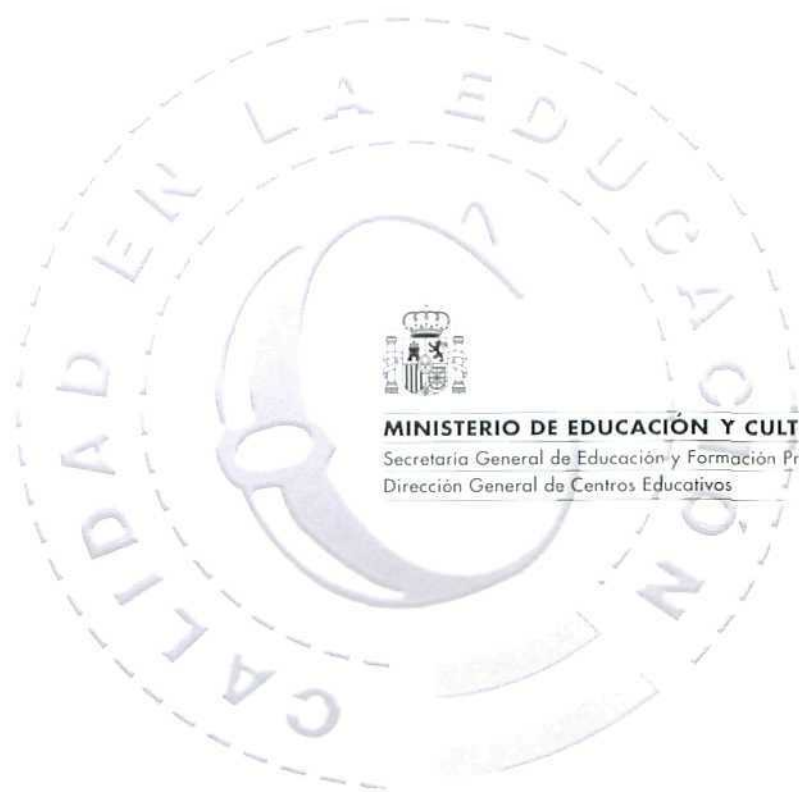 CALIDAD EN LA EDUCACIÓN
MINISTERIO DE EDUCACIÓN Y CULT
Secretaría General de Educación y Formación Pr
Dirección General de Centros Educativos